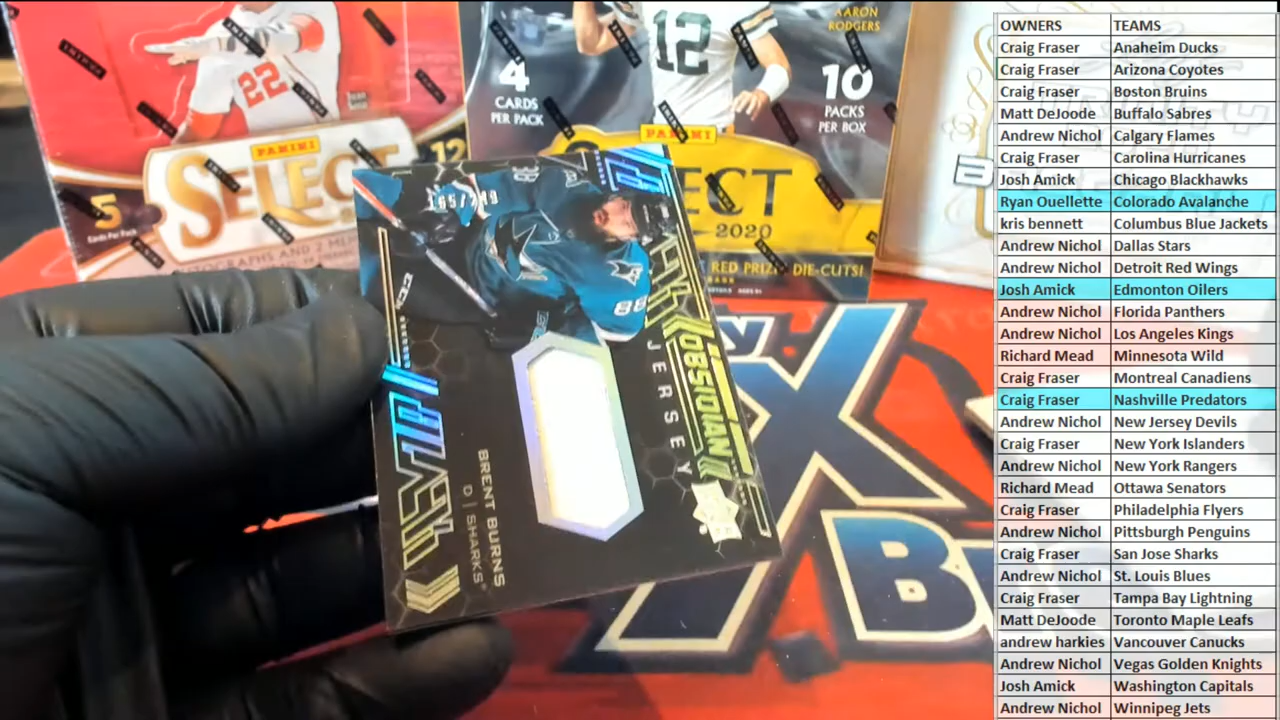 22
PANINI
SELECT
5
12
4
CARDS
PER PACK
12
AARON
RODGERS
10
PACKS
PER BOX
PANINI
ECT
2020
RED PRIZM DIE-CUTS!
88
OBSIDIAN
JERSEY
BRENT BURNS
D | SHARKS
X
B
OWNERS TEAMS
Craig Fraser Anaheim Ducks
Craig Fraser Arizona Coyotes
Craig Fraser Boston Bruins
Matt DeJoode Buffalo Sabres
Andrew Nichol Calgary Flames
Craig Fraser Carolina Hurricanes
Josh Amick Chicago Blackhawks
Ryan Ouellette Colorado Avalanche
kris bennett Columbus Blue Jackets
Andrew Nichol Dallas Stars
Andrew Nichol Detroit Red Wings
Josh Amick Edmonton Oilers
Andrew Nichol Florida Panthers
Andrew Nichol Los Angeles Kings
Richard Mead Minnesota Wild
Craig Fraser Montreal Canadiens
Craig Fraser Nashville Predators
Andrew Nichol New Jersey Devils
Craig Fraser New York Islanders
Andrew Nichol New York Rangers
Richard Mead Ottawa Senators
Craig Fraser Philadelphia Flyers
Andrew Nichol Pittsburgh Penguins
Craig Fraser San Jose Sharks
Andrew Nichol St. Louis Blues
Craig Fraser Tampa Bay Lightning
Matt DeJoode Toronto Maple Leafs
andrew harkies Vancouver Canucks
Andrew Nichol Vegas Golden Knights
Josh Amick Washington Capitals
Andrew Nichol Winnipeg Jets